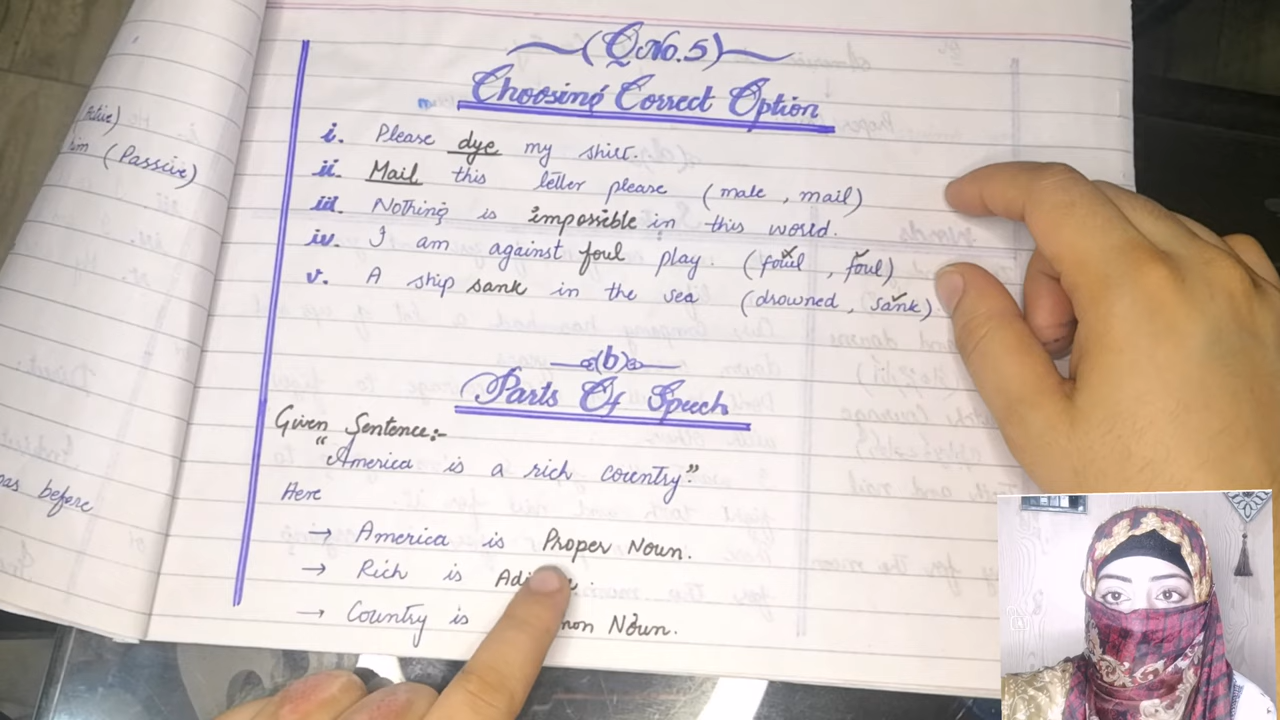 (Q No.5)
Choosing Correct Option
i. Please dye my shirt.
ii. Mail this letter please (male , mail)
iii. Nothing is impossible in this world.
iv. I am against foul play. (fowl , foul)
v. A ship sank in the sea (drowned , sank).
(b)
Parts Of Speech
Given Sentence:-
"America is a rich country."
Here
→ America is Proper Noun.
→ Rich is
→ Country is Noun.
Active)
him (Passive)
was before